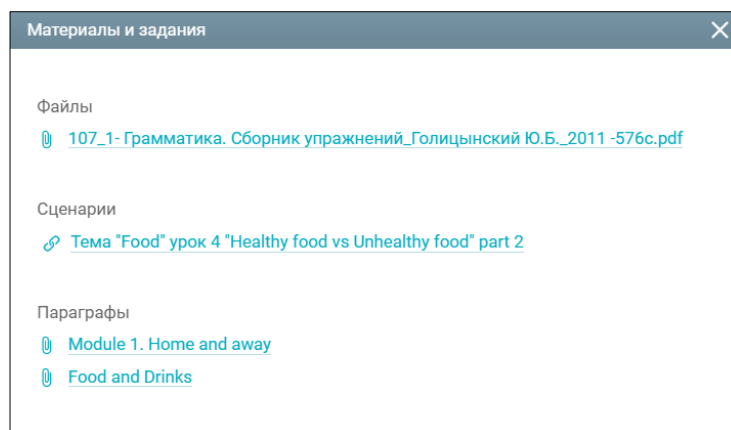 Материалы и задания
Файлы
107_1- Грамматика. Сборник упражнений_Голицынский Ю.Б._2011 -576с.pdf
Сценарии
Тема "Food" урок 4 "Healthy food vs Unhealthy food" part 2
Параграфы
Module 1. Home and away
Food and Drinks